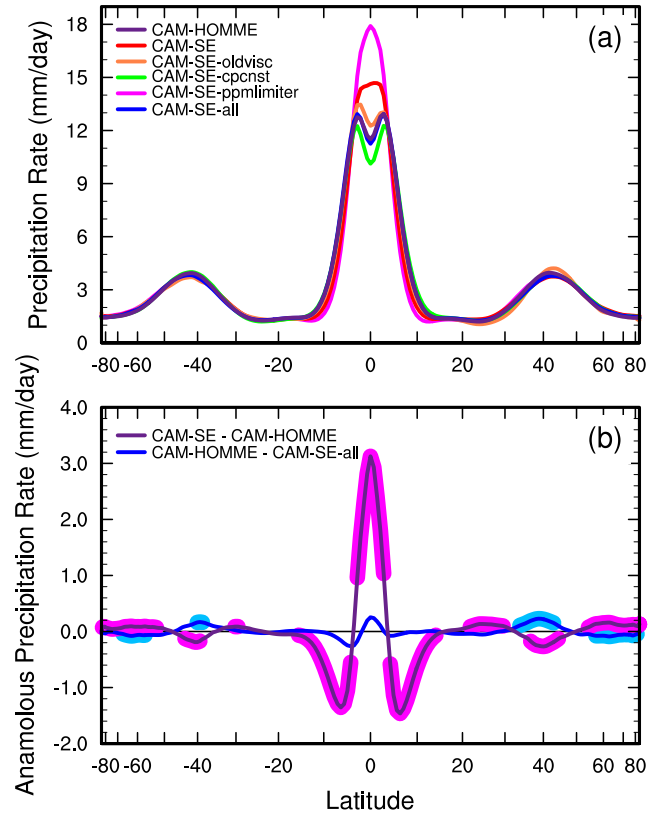 (a)
CAM-HOMME
CAM-SE
CAM-SE-oldvisc
CAM-SE-cpcnst
CAM-SE-ppmlimiter
CAM-SE-all
Precipitation Rate (mm/day)
18
15
12
9
6
3
0
-80 -60 -40 -20 0 20 40 60 80
(b)
CAM-SE - CAM-HOMME
CAM-HOMME - CAM-SE-all
Anamolous Precipitation Rate (mm/day)
4.0
3.0
2.0
1.0
0.0
-1.0
-2.0
-80 -60 -40 -20 0 20 40 60 80
Latitude